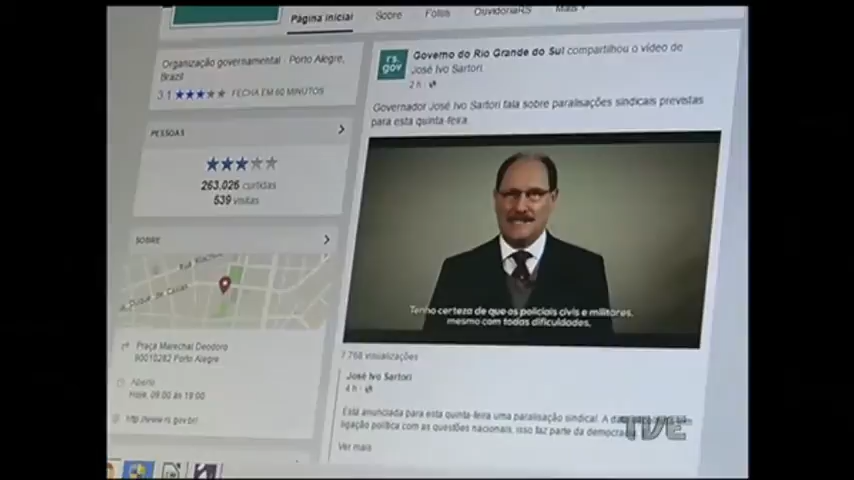 Página inicial Sobre Fotos OuvidoriaRS Mais
Organização governamental · Porto Alegre,
Brazil
3,1 ★★★★★ FECHA EM 60 MINUTOS
PESSOAS
263,026 curtidas
539 visitas
SOBRE
Duque de Caxias
Praça Marechal Deodoro
90010282 Porto Alegre
Aberto
Hoje, 09:00 às 19:00
http://www.rs.gov.br/
rs.
gov
Governo do Rio Grande do Sul compartilhou o vídeo de
José Ivo Sartori.
2 h ·
Governador José Ivo Sartori fala sobre paralisações sindicais previstas
para esta quinta-feira.
Tenho certeza de que os policiais civis e militares,
mesmo com todas dificuldades,
7.768 visualizações
José Ivo Sartori
4 h ·
Está anunciada para esta quinta-feira uma paralisação sindical. A
ligação política com as questões nacionais, isso faz parte da democracia
Ver mais
TVE